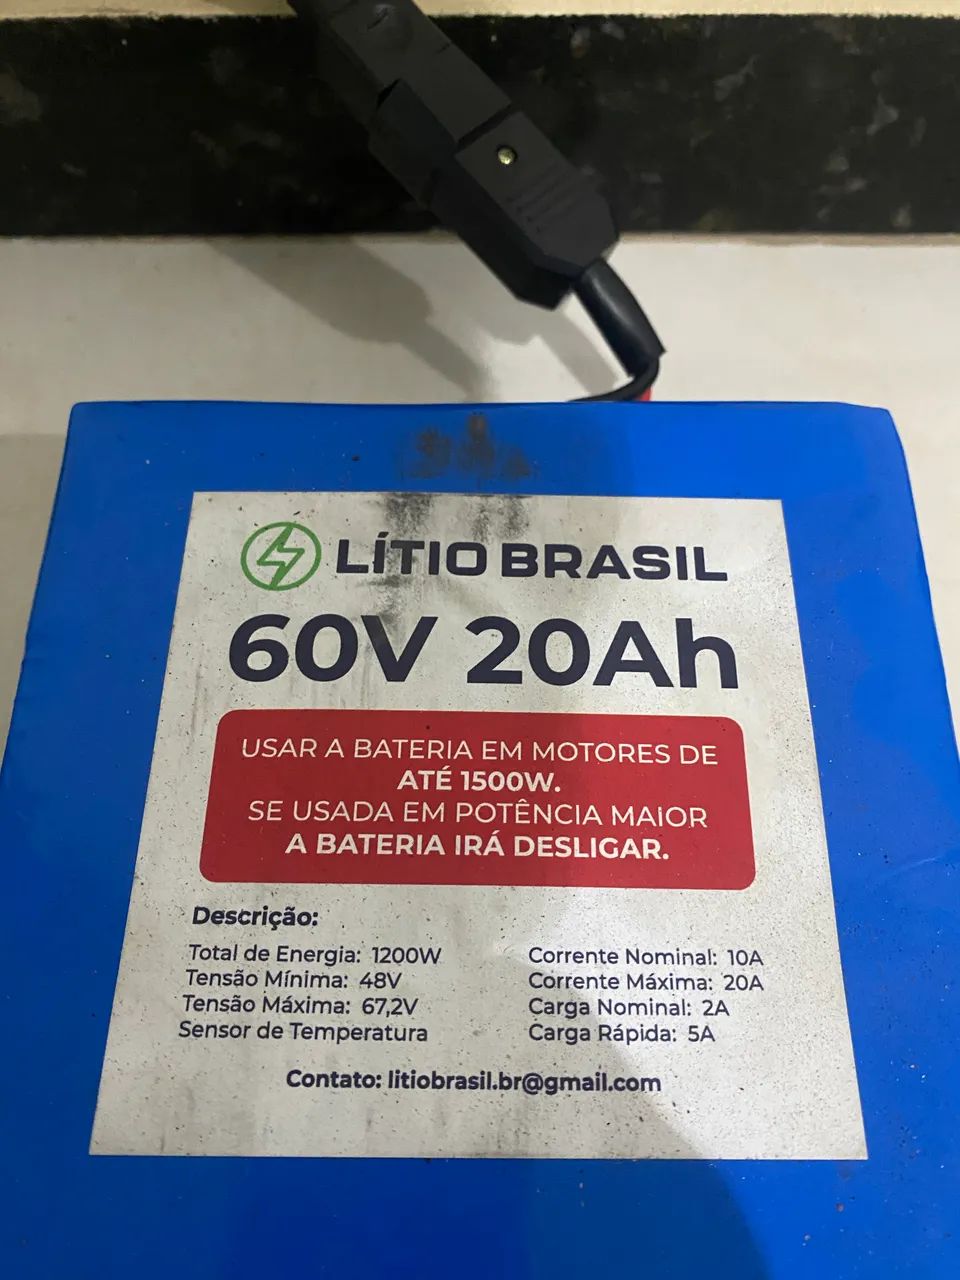 LÍTIO BRASIL
60V 20Ah
USAR A BATERIA EM MOTORES DE
ATÉ 1500W.
SE USADA EM POTÊNCIA MAIOR
A BATERIA IRÁ DESLIGAR.
Descrição:
Total de Energia: 1200W
Tensão Mínima: 48V
Tensão Máxima: 67,2V
Sensor de Temperatura
Corrente Nominal: 10A
Corrente Máxima: 20A
Carga Nominal: 2A
Carga Rápida: 5A
Contato: litiobrasil.br@gmail.com